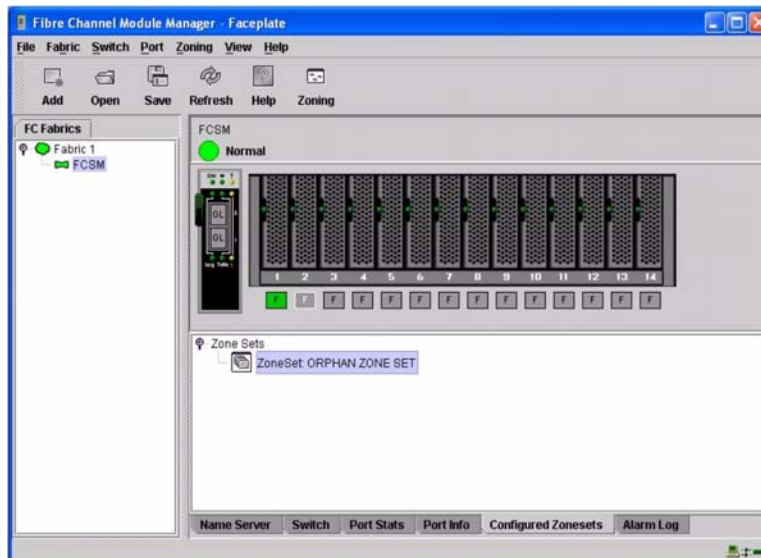 Fibre Channel Module Manager - Faceplate
File Fabric Switch Port Zoning View Help
Add Open Save Refresh Help Zoning
FC Fabrics
Fabric 1
FCSM
FCSM
Normal
GL
GL
1 2 3 4 5 6 7 8 9 10 11 12 13 14
F F F F F F F F F F F F F F
Zone Sets
ZoneSet: ORPHAN ZONE SET
Name Server Switch Port Stats Port Info Configured Zonesets Alarm Log